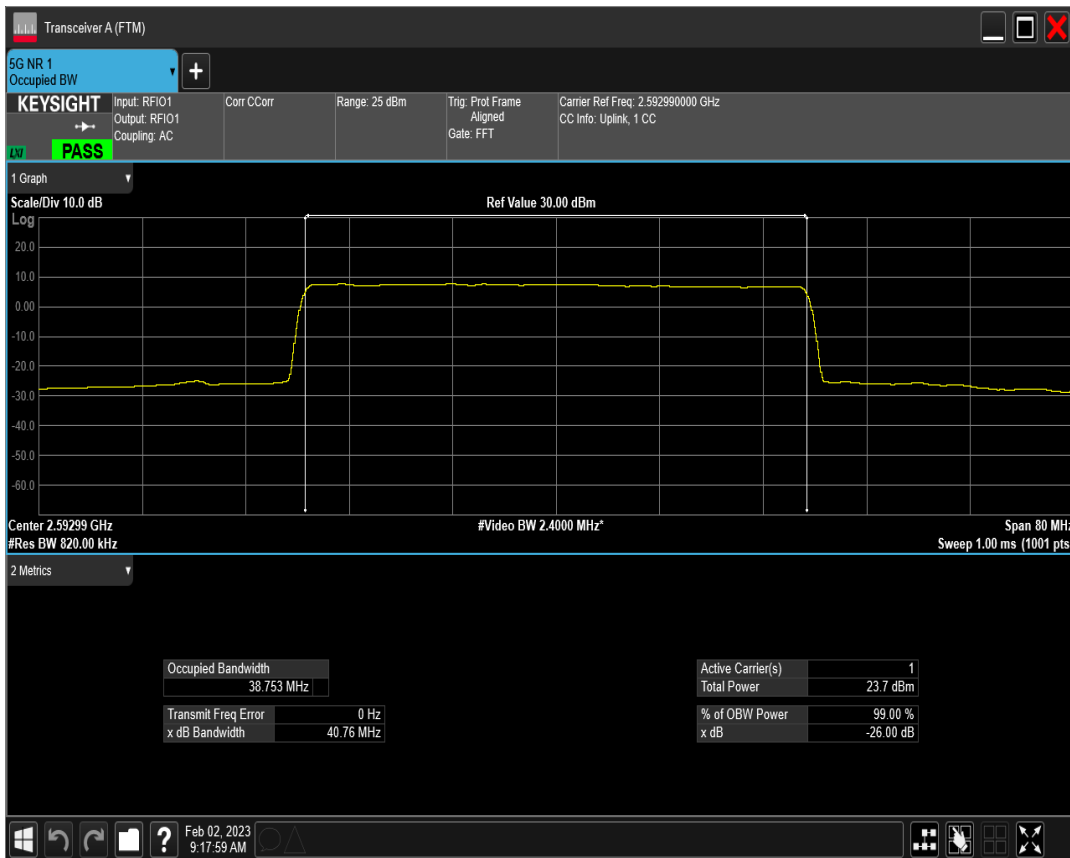 Transceiver A (FTM)
5G NR 1
Occupied BW
+
KEYSIGHT
LXI
PASS
Input: RFIO1
Output: RFIO1
Coupling: AC
Corr CCorr
Range: 25 dBm
Trig: Prot Frame
Aligned
Gate: FFT
Carrier Ref Freq: 2.592990000 GHz
CC Info: Uplink, 1 CC
1 Graph
Scale/Div 10.0 dB
Ref Value 30.00 dBm
Log
20.0
10.0
0.00
-10.0
-20.0
-30.0
-40.0
-50.0
-60.0
Center 2.59299 GHz
#Video BW 2.4000 MHz*
Span 80 MHz
#Res BW 820.00 kHz
Sweep 1.00 ms (1001 pts
2 Metrics
Occupied Bandwidth
38.753 MHz
Transmit Freq Error 0 Hz
x dB Bandwidth 40.76 MHz
Active Carrier(s) 1
Total Power 23.7 dBm
% of OBW Power 99.00 %
x dB -26.00 dB
?
Feb 02, 2023
9:17:59 AM